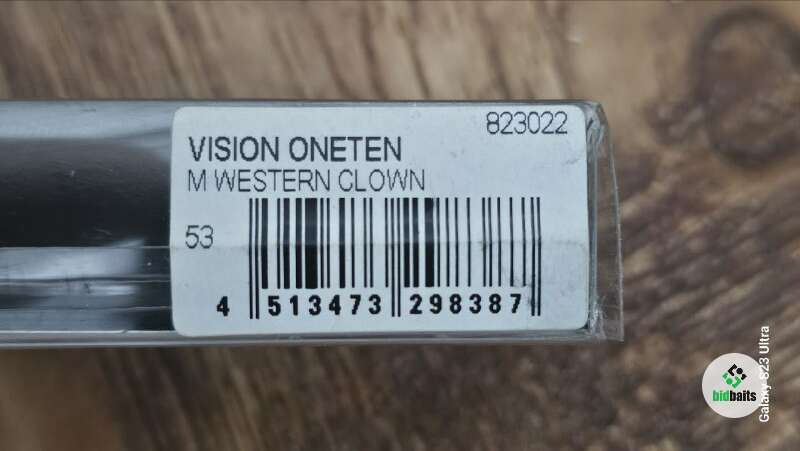 823022
VISION ONETEN
M WESTERN CLOWN
53
4 513473 298387
bidbaits
Galaxy S23 Ultra